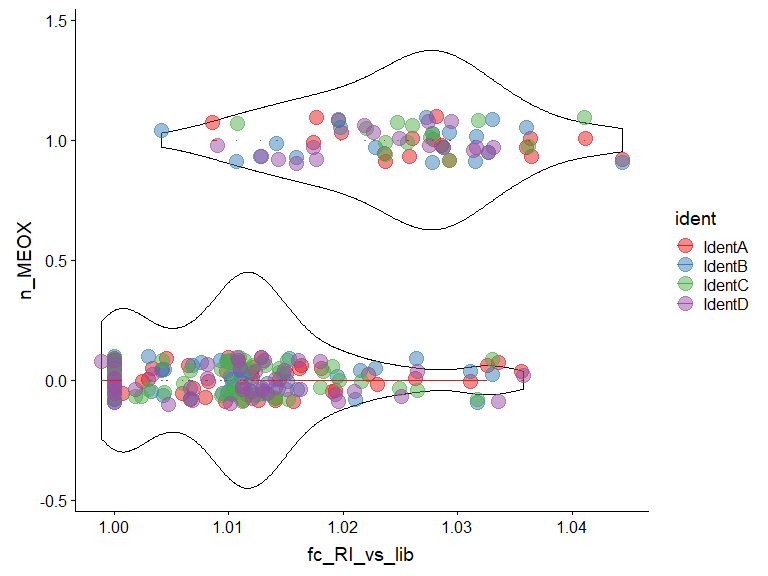 1.5
1.0
0.5
0.0
-0.5
n_MEOX
1.00 1.01 1.02 1.03 1.04
fc_RI_vs_lib
ident
IdentA
IdentB
IdentC
IdentD